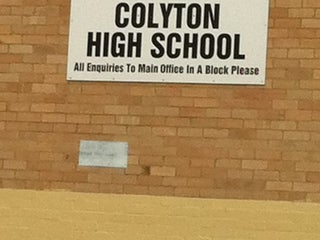 COLYTON
HIGH SCHOOL
All Enquiries To Main Office In A Block Please